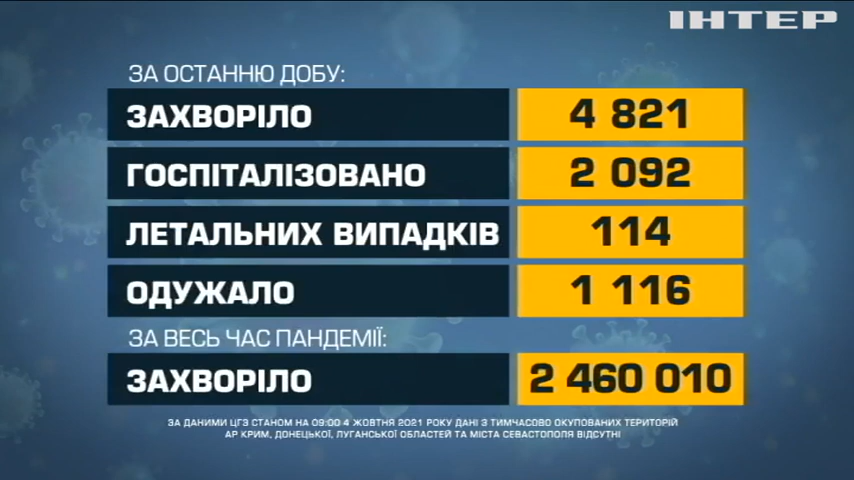 ІНТЕР
ЗА ОСТАННЮ ДОБУ:
ЗАХВОРІЛО 4 821
ГОСПІТАЛІЗОВАНО 2 092
ЛЕТАЛЬНИХ ВИПАДКІВ 114
ОДУЖАЛО 1 116
ЗА ВЕСЬ ЧАС ПАНДЕМІЇ:
ЗАХВОРІЛО 2 460 010
ЗА ДАНИМИ ЦГЗ СТАНОМ НА 09:00 4 ЖОВТНЯ 2021 РОКУ ДАНІ З ТИМЧАСОВО ОКУПОВАНИХ ТЕРИТОРІЙ
АР КРИМ, ДОНЕЦЬКОЇ, ЛУГАНСЬКОЇ ОБЛАСТЕЙ ТА МІСТА СЕВАСТОПОЛЯ ВІДСУТНІ